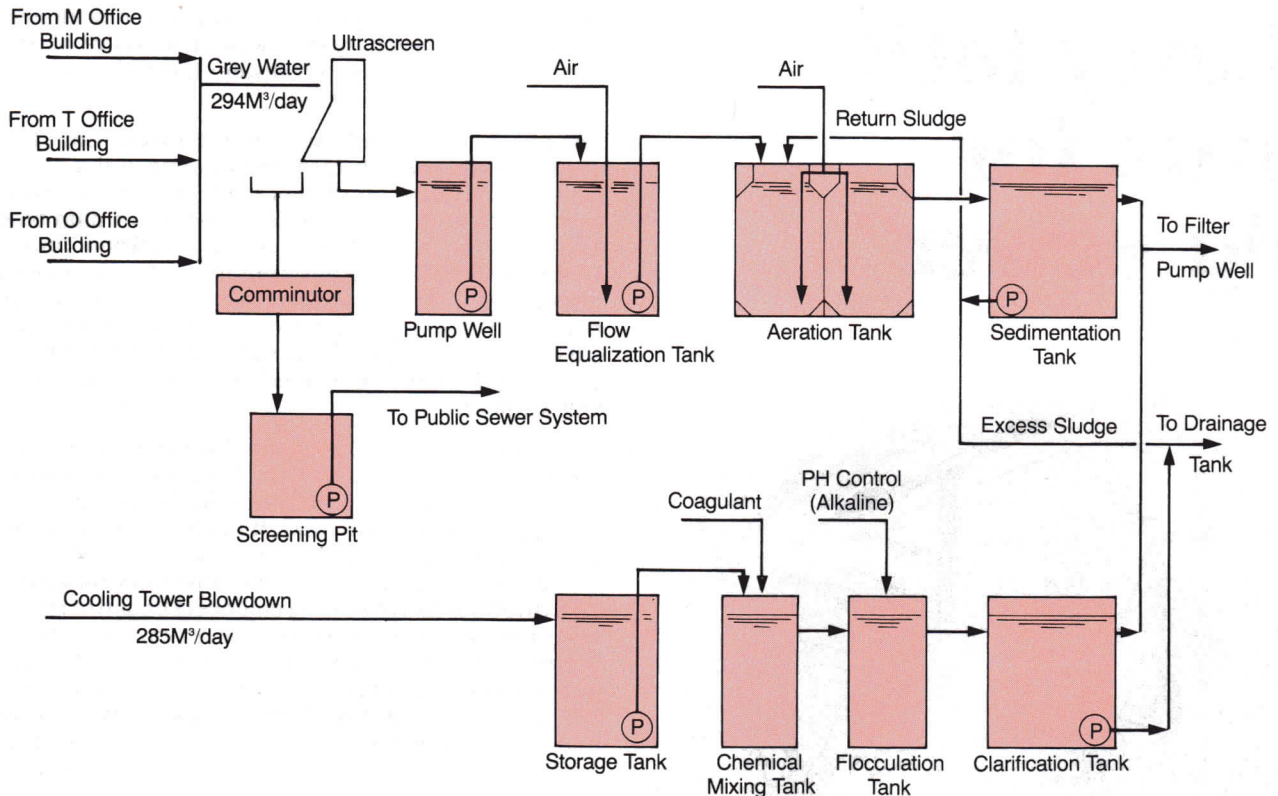 From M Office
Building
Ultrascreen
Grey Water
294M³/day
Air
Air
From T Office
Building
Return Sludge
From O Office
Building
To Filter
Pump Well
Comminutor
P
P
P
Pump Well
Flow
Equalization Tank
Aeration Tank
Sedimentation
Tank
To Public Sewer System
Excess Sludge
To Drainage
Tank
P
Screening Pit
Coagulant
PH Control
(Alkaline)
Cooling Tower Blowdown
285M³/day
P
P
Storage Tank
Chemical
Mixing Tank
Flocculation
Tank
Clarification Tank